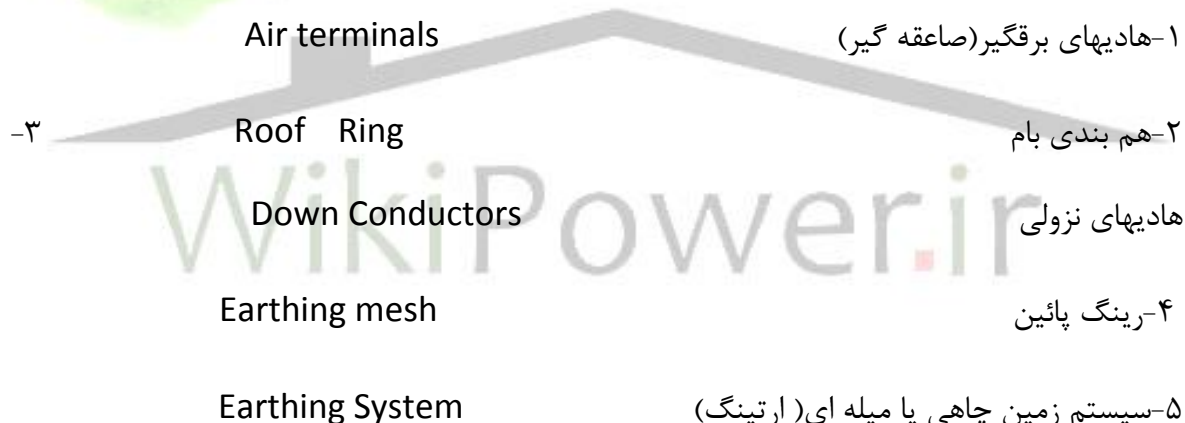 ۱-هادیهای برقگیر(صاعقه گیر) Air terminals
۲-هم بندی بام Roof Ring ۳-
هادیهای نزولی Down Conductors
WikiPower.ir
۴-رینگ پائین Earthing mesh
۵-سیستم زمین چاهی یا میله ای( ارتینگ) Earthing System